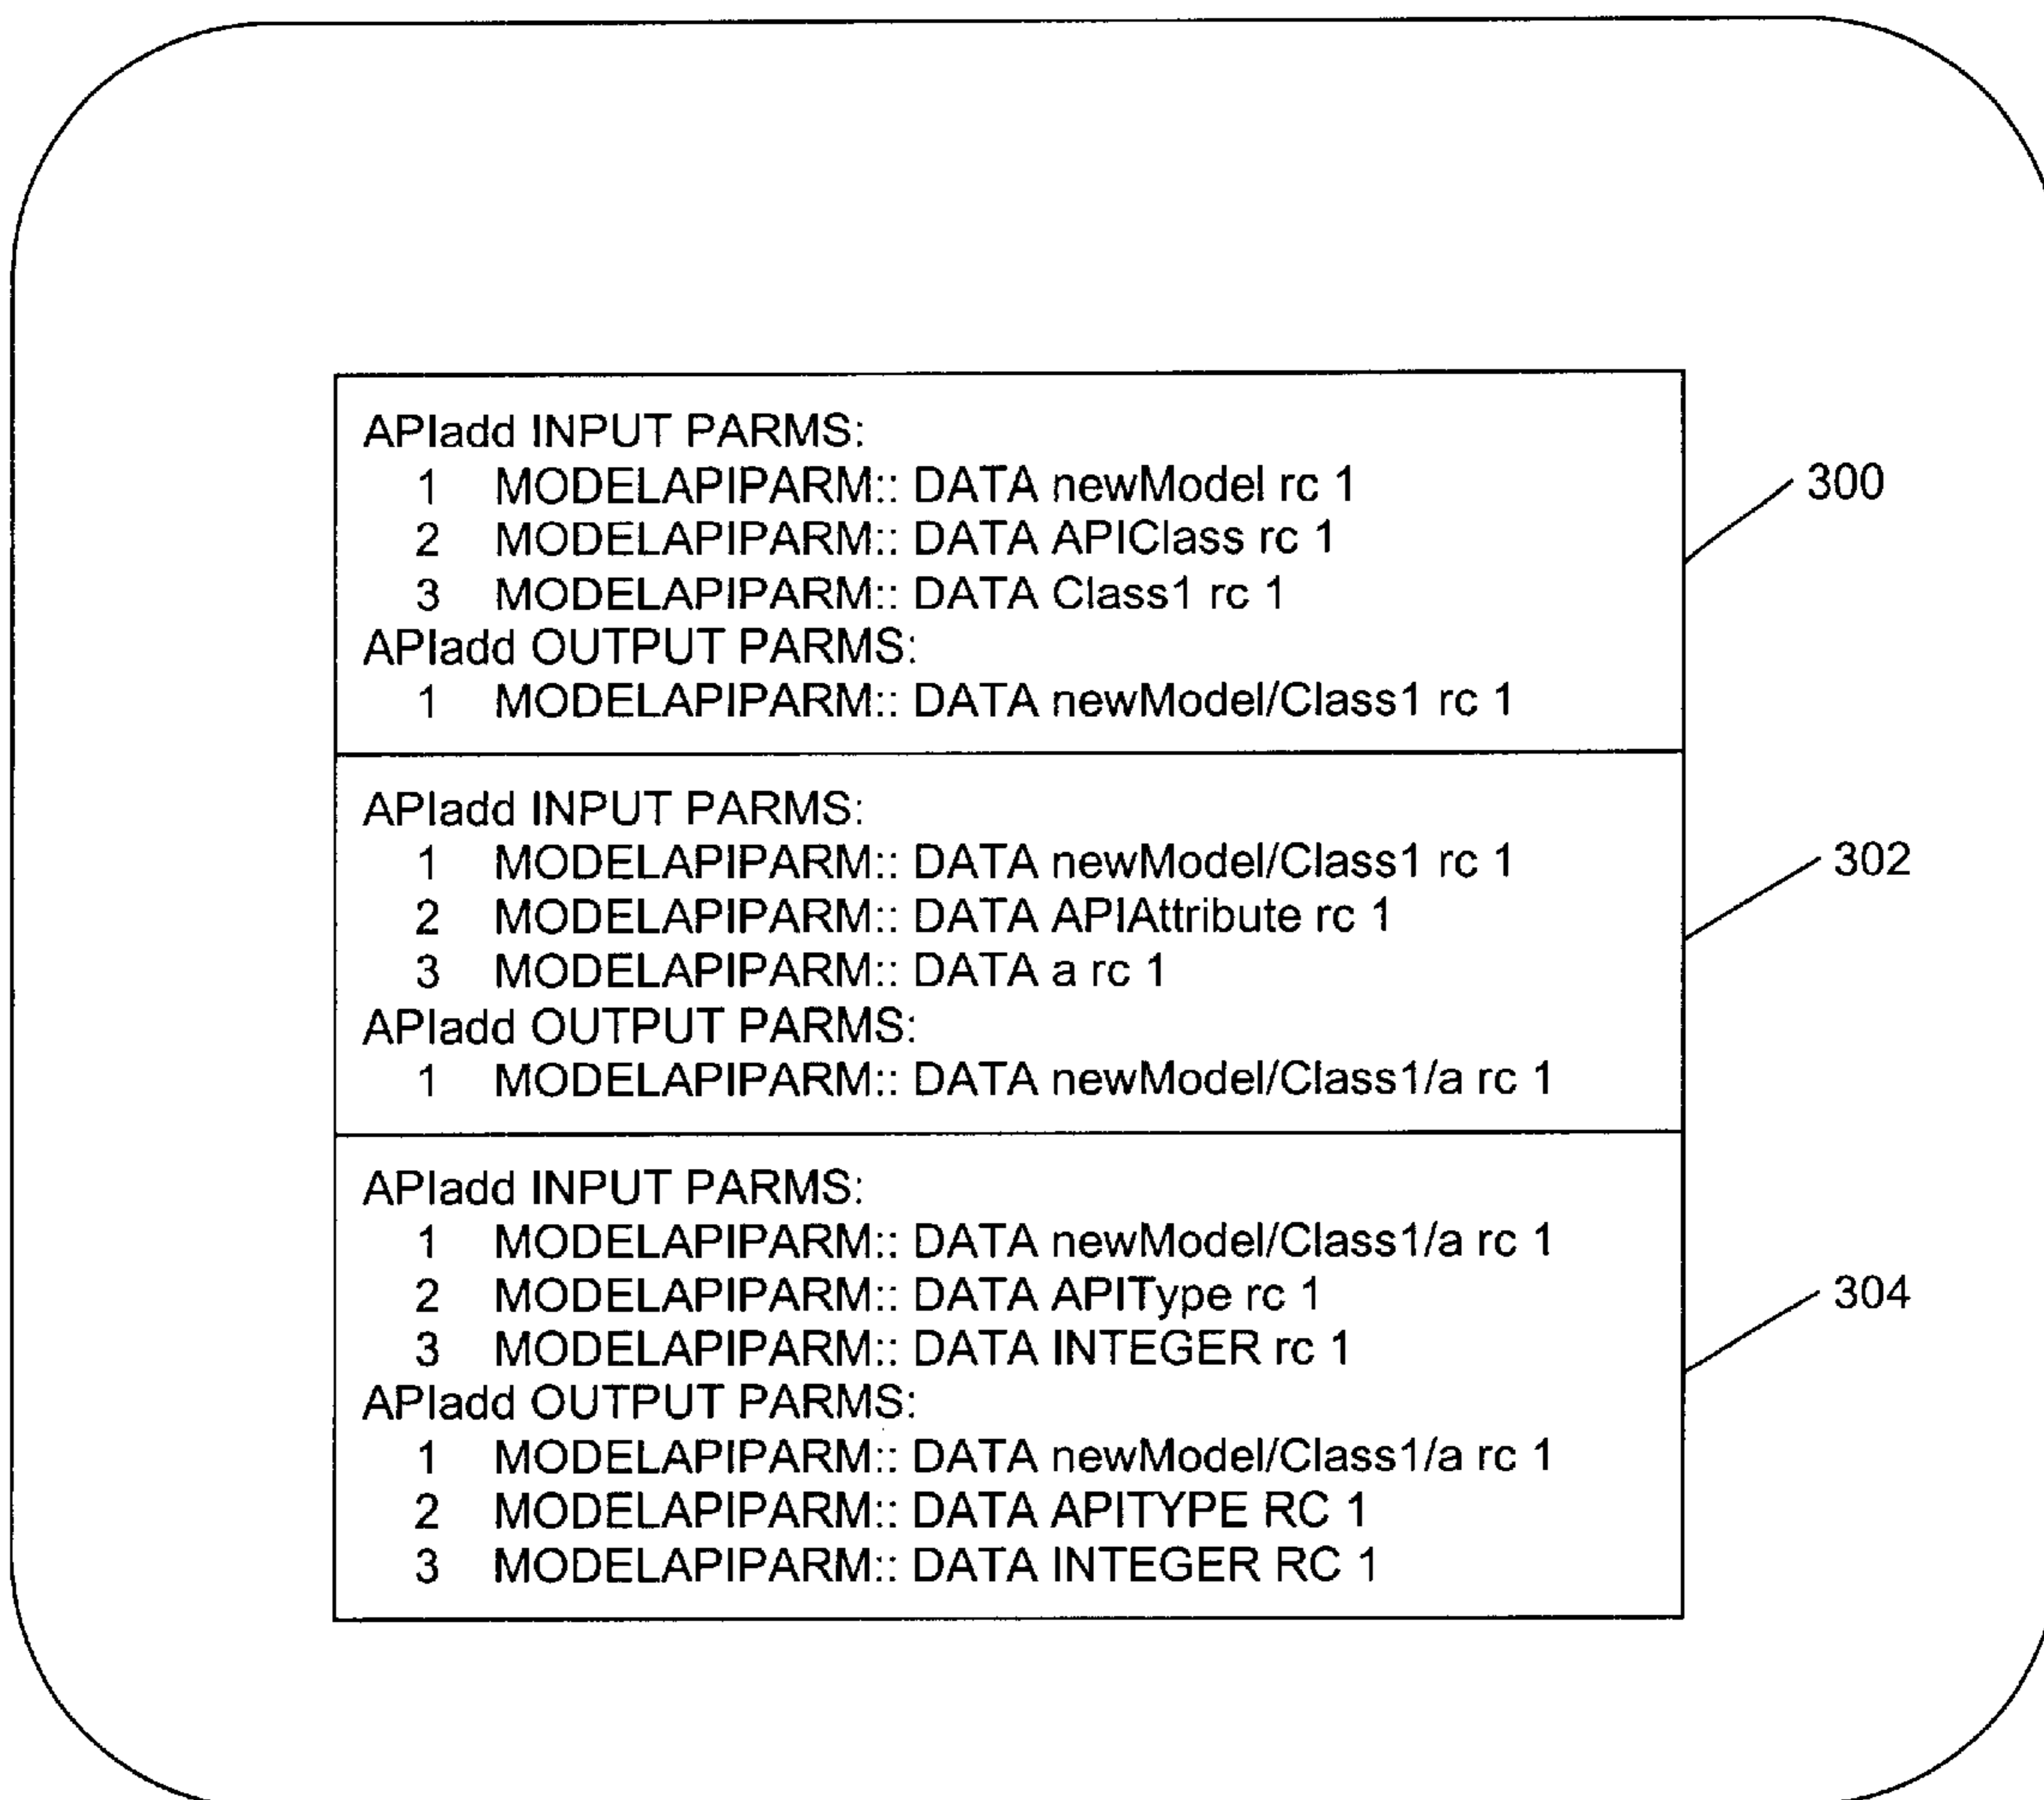 APIadd INPUT PARMS:
1 MODELAPIPARM:: DATA newModel rc 1
2 MODELAPIPARM:: DATA APIClass rc 1
3 MODELAPIPARM:: DATA Class1 rc 1
APIadd OUTPUT PARMS:
1 MODELAPIPARM:: DATA newModel/Class1 rc 1
300
APIadd INPUT PARMS:
1 MODELAPIPARM:: DATA newModel/Class1 rc 1
2 MODELAPIPARM:: DATA APIAttribute rc 1
3 MODELAPIPARM:: DATA a rc 1
APIadd OUTPUT PARMS:
1 MODELAPIPARM:: DATA newModel/Class1/a rc 1
302
APIadd INPUT PARMS:
1 MODELAPIPARM:: DATA newModel/Class1/a rc 1
2 MODELAPIPARM:: DATA APIType rc 1
3 MODELAPIPARM:: DATA INTEGER rc 1
APIadd OUTPUT PARMS:
1 MODELAPIPARM:: DATA newModel/Class1/a rc 1
2 MODELAPIPARM:: DATA APITYPE RC 1
3 MODELAPIPARM:: DATA INTEGER RC 1
304